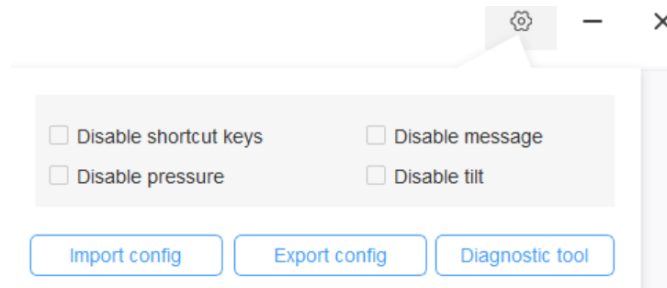 Disable shortcut keys
Disable message
Disable pressure
Disable tilt
Import config
Export config
Diagnostic tool